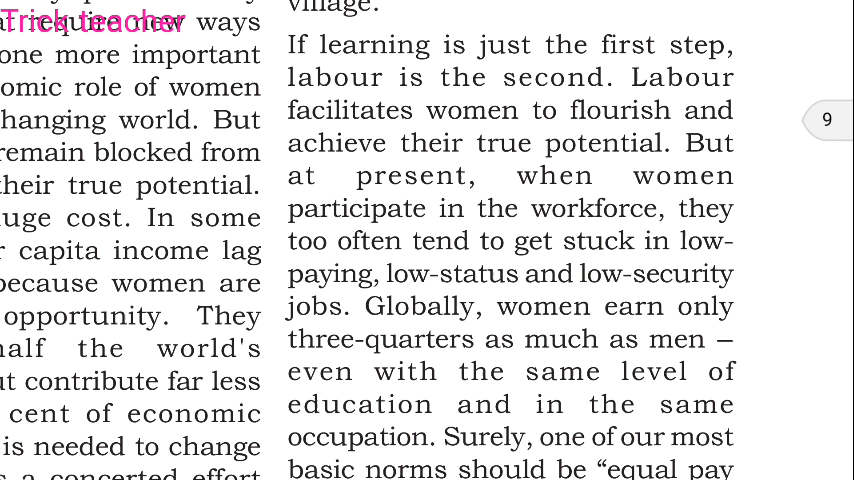 Trick teacher
require new ways
one more important
omic role of women
hanging world. But
remain blocked from
their true potential.
uge cost. In some
r capita income lag
because women are
opportunity. They
half the world's
ut contribute far less
cent of economic
is needed to change
s a concerted effort
village.
If learning is just the first step,
labour is the second. Labour
facilitates women to flourish and
achieve their true potential. But
at present, when women
participate in the workforce, they
too often tend to get stuck in low-
paying, low-status and low-security
jobs. Globally, women earn only
three-quarters as much as men –
even with the same level of
education and in the same
occupation. Surely, one of our most
basic norms should be “equal pay
9